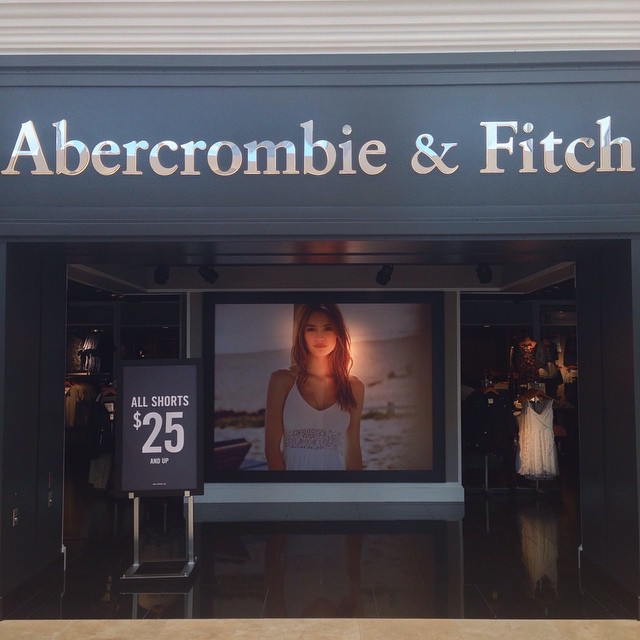 Abercrombie & Fitch
ALL SHORTS
$25
AND UP